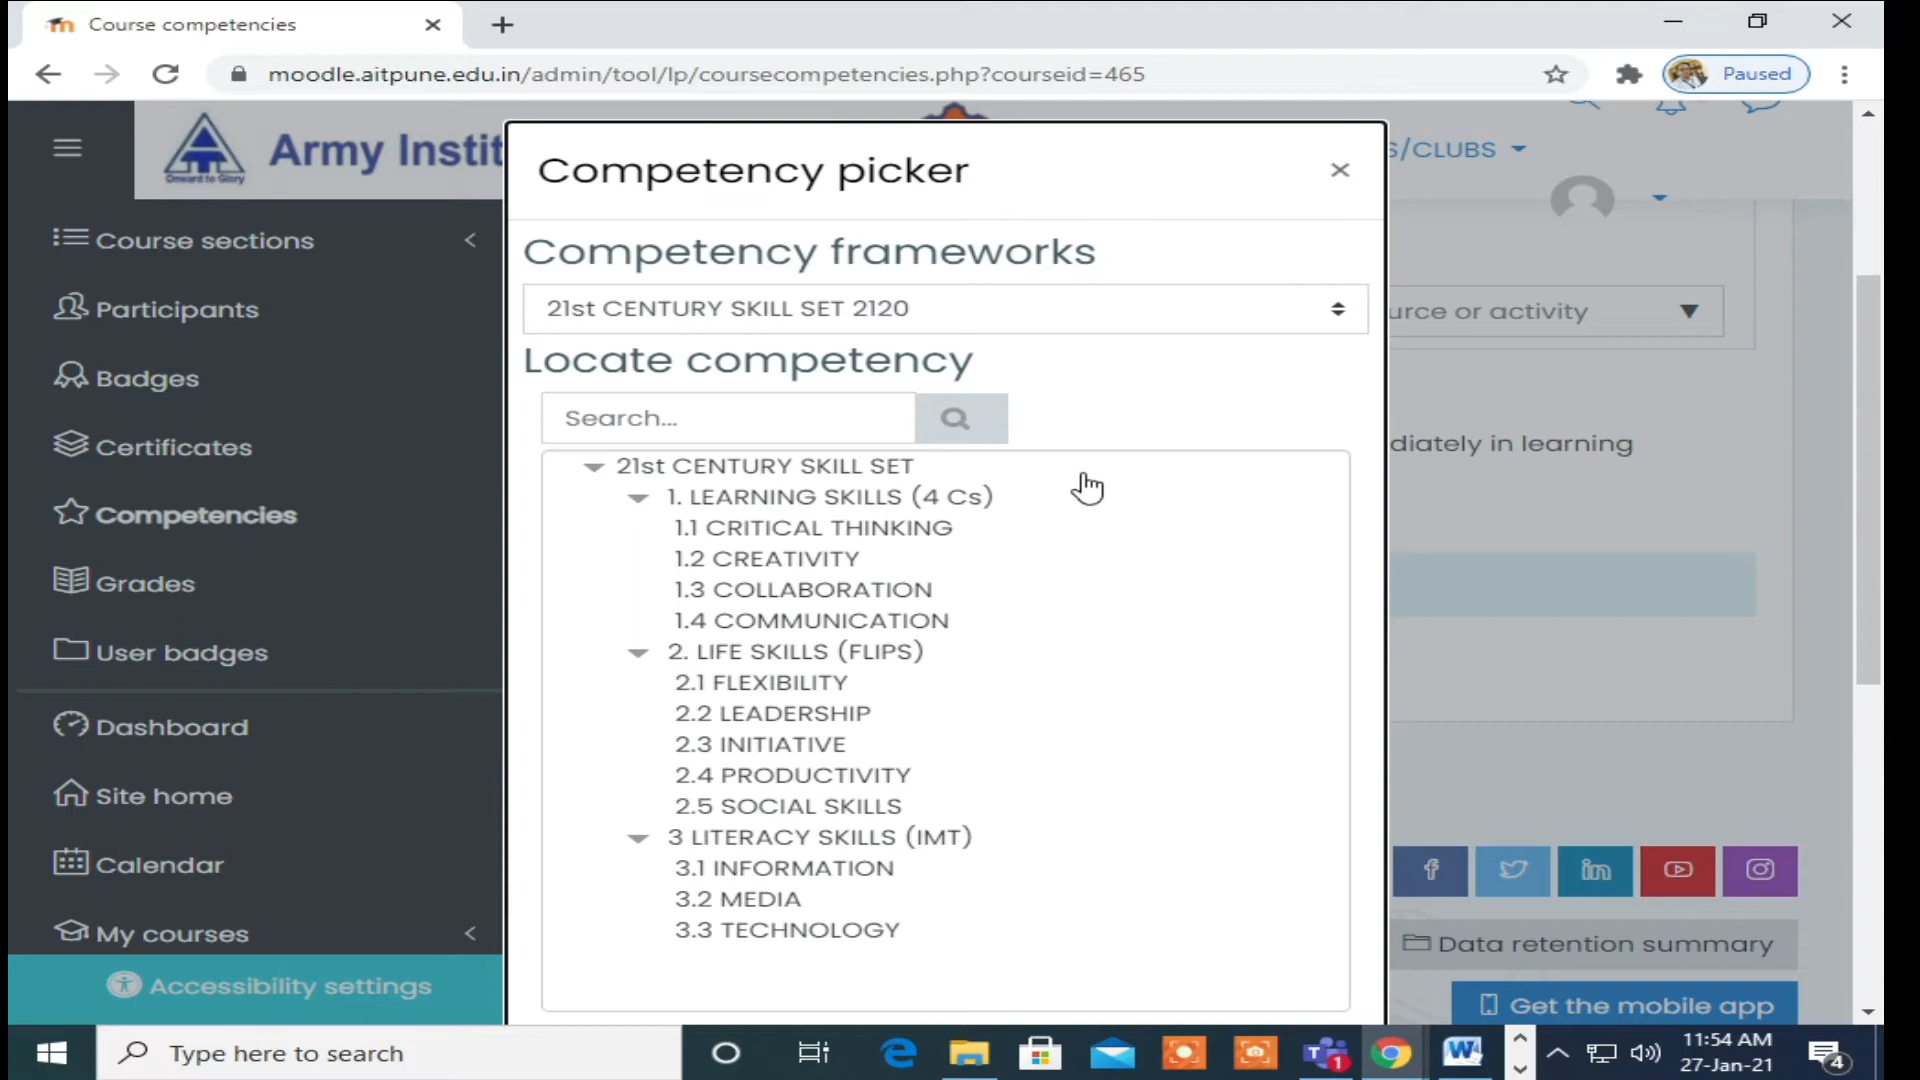 Course competencies
moodle.aitpune.edu.in/admin/tool/lp/coursecompetencies.php?courseid=465
Paused
Onward to Glory
Army Instit
S/CLUBS
Course sections
Participants
Badges
Certificates
Competencies
Grades
User badges
Dashboard
Site home
Calendar
My courses
Accessibility settings
Competency picker
Competency frameworks
21st CENTURY SKILL SET 2120
Locate competency
Search...
21st CENTURY SKILL SET
1. LEARNING SKILLS (4 Cs)
1.1 CRITICAL THINKING
1.2 CREATIVITY
1.3 COLLABORATION
1.4 COMMUNICATION
2. LIFE SKILLS (FLIPS)
2.1 FLEXIBILITY
2.2 LEADERSHIP
2.3 INITIATIVE
2.4 PRODUCTIVITY
2.5 SOCIAL SKILLS
3 LITERACY SKILLS (IMT)
3.1 INFORMATION
3.2 MEDIA
3.3 TECHNOLOGY
urce or activity
diately in learning
Data retention summary
Get the mobile app
Type here to search
1
11:54 AM
27-Jan-21
4